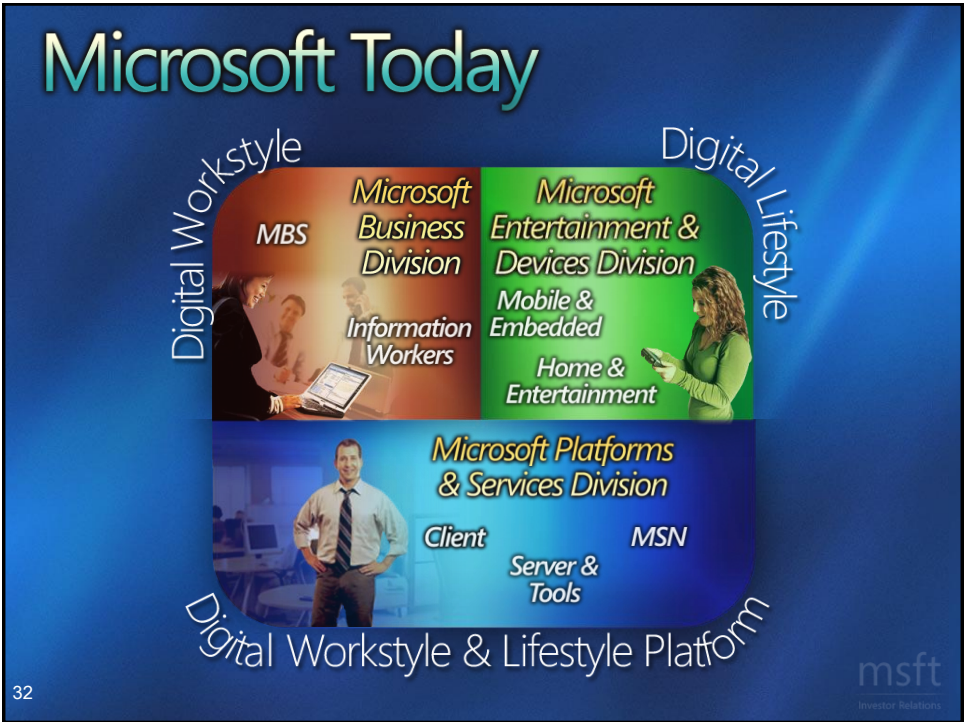 Microsoft Today
Digital Workstyle
Digital Lifestyle
MBS
Microsoft
Business
Division
Information
Workers
Microsoft
Entertainment &
Devices Division
Mobile &
Embedded
Home &
Entertainment
Microsoft Platforms
& Services Division
Client
MSN
Server &
Tools
Digital Workstyle & Lifestyle Platform
32
msft
Investor Relations